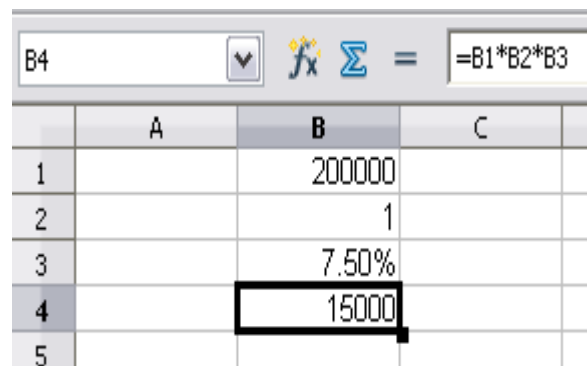 B4 fx Σ = =B1*B2*B3
A B C
1 200000
2 1
3 7.50%
4 15000
5